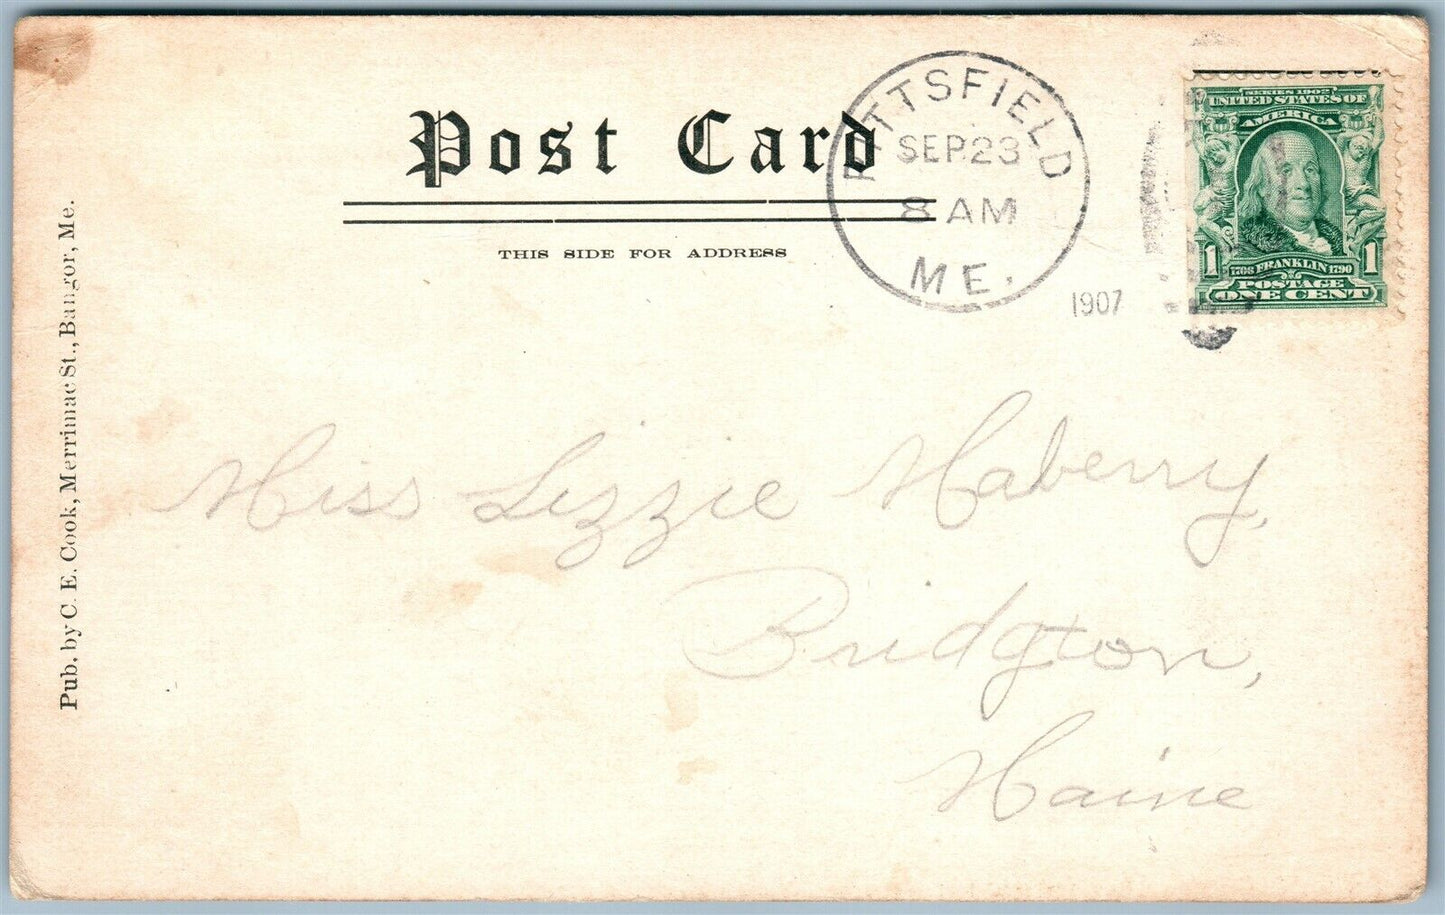 Post Card
THIS SIDE FOR ADDRESS
PITTSFIELD
SEP 23
8 AM
ME.
1907
SERIES 1902
UNITED STATES OF
AMERICA
1 1706 FRANKLIN 1790 1
POSTAGE
ONE CENT
Pub. by C. E. Cook, Merrimac St., Bangor, Me.
Miss Lizzie Maberry,
Bridgton,
Maine